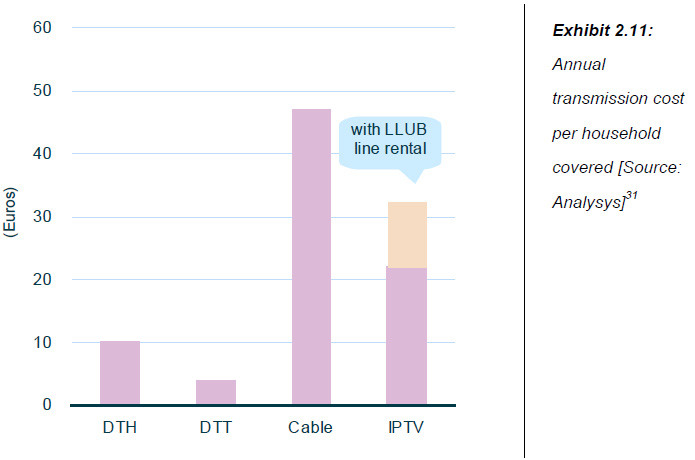 60
50
40
30
20
10
0
(Euros)
with LLUB
line rental
DTH DTT Cable IPTV
Exhibit 2.11:
Annual
transmission cost
per household
covered [Source:
Analysys]31